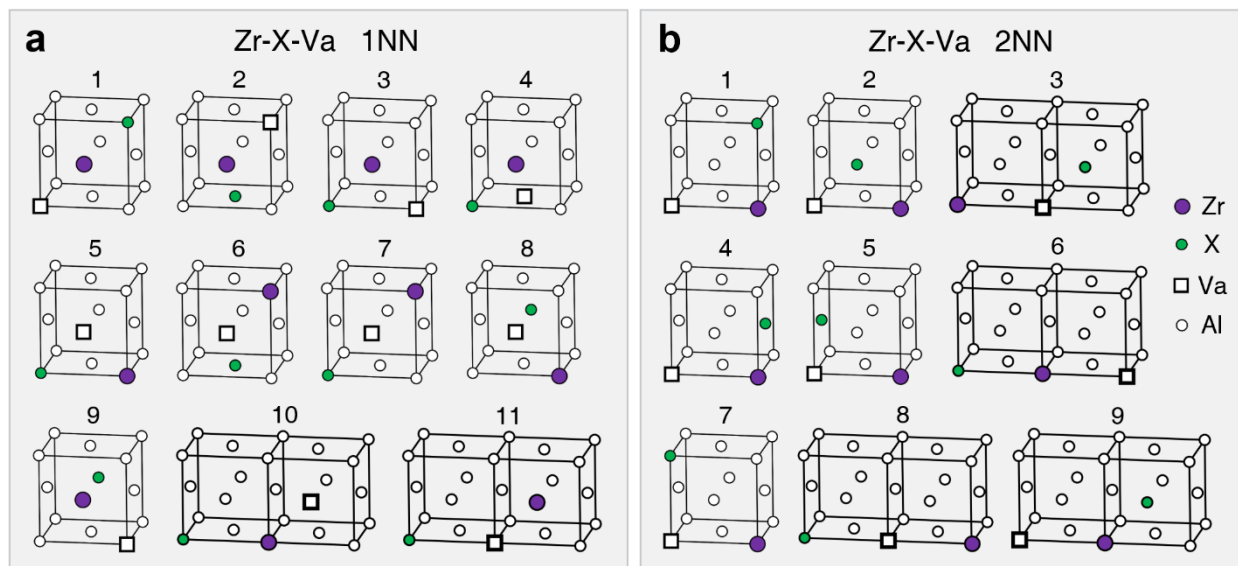 a Zr-X-Va 1NN
1 2 3 4
5 6 7 8
9 10 11
b Zr-X-Va 2NN
1 2 3
4 5 6
7 8 9
Zr
X
Va
Al